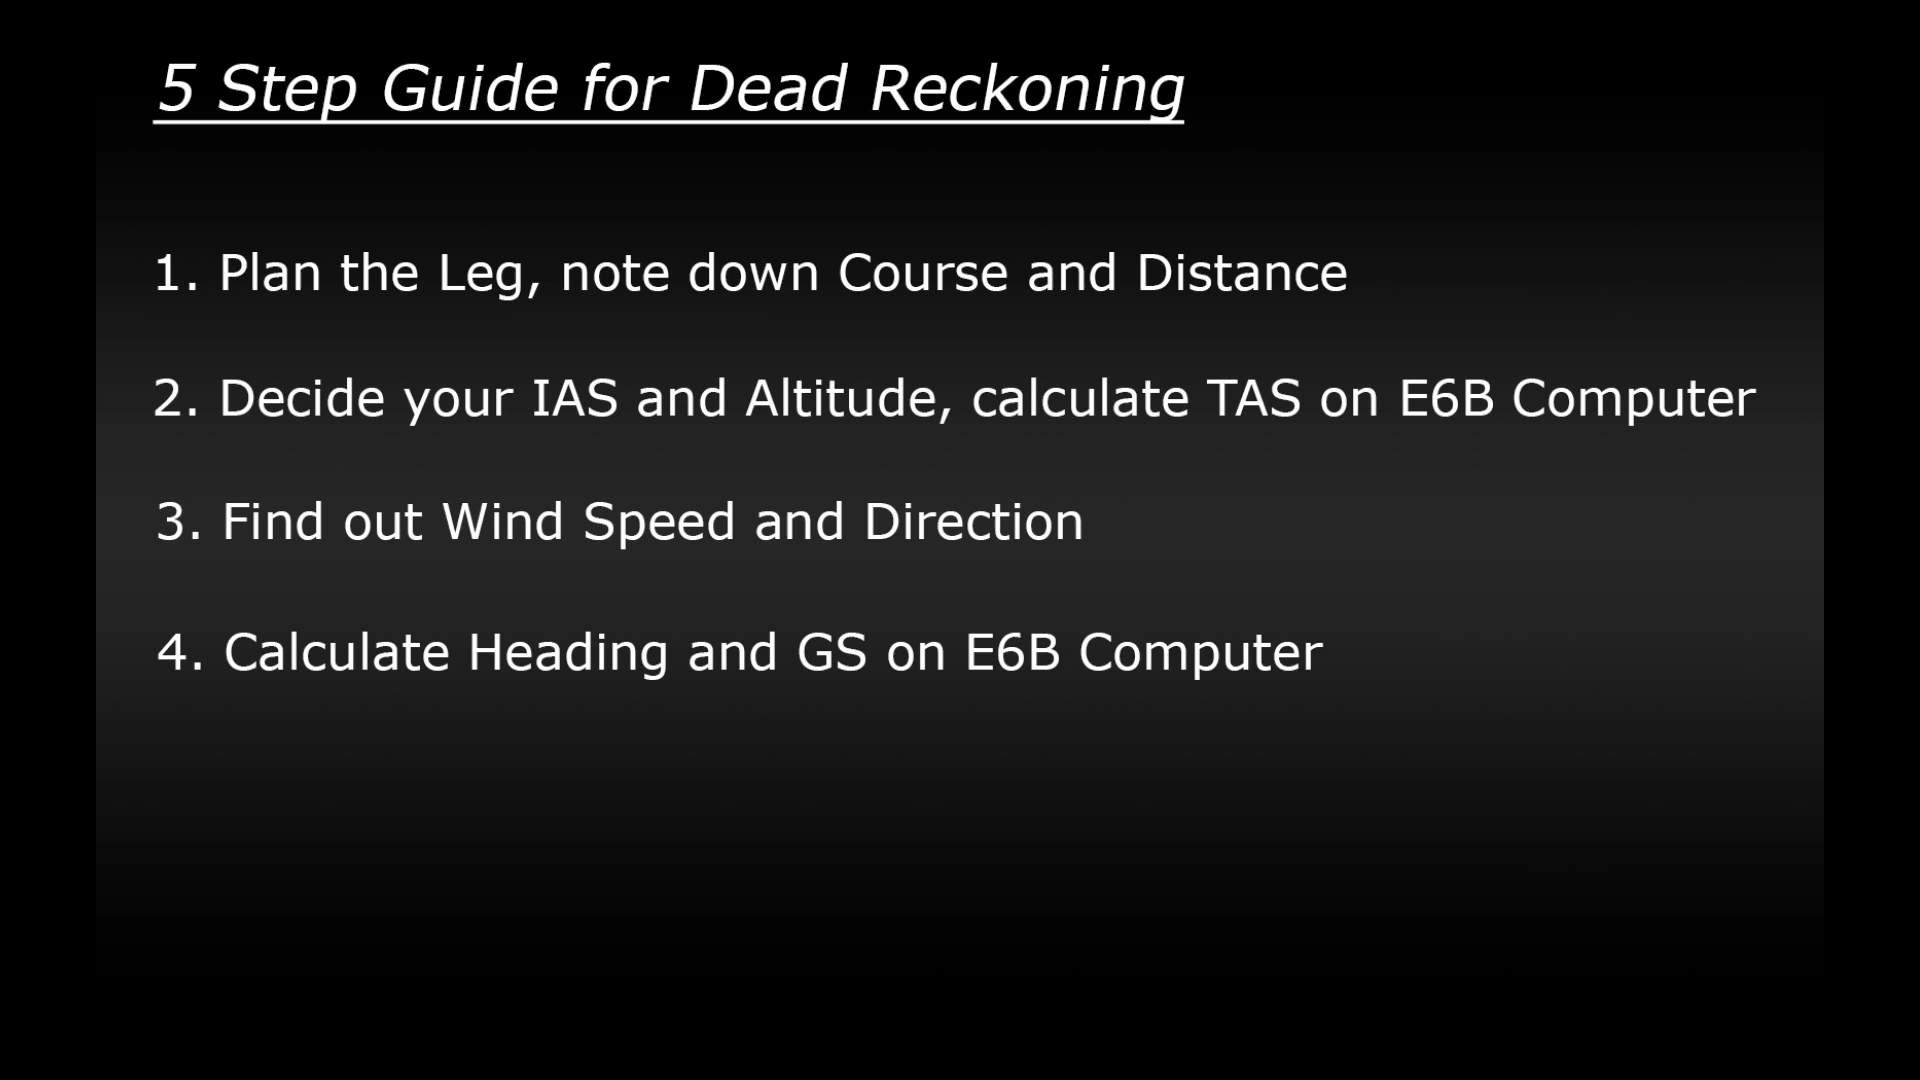 5 Step Guide for Dead Reckoning
1. Plan the Leg, note down Course and Distance
2. Decide your IAS and Altitude, calculate TAS on E6B Computer
3. Find out Wind Speed and Direction
4. Calculate Heading and GS on E6B Computer